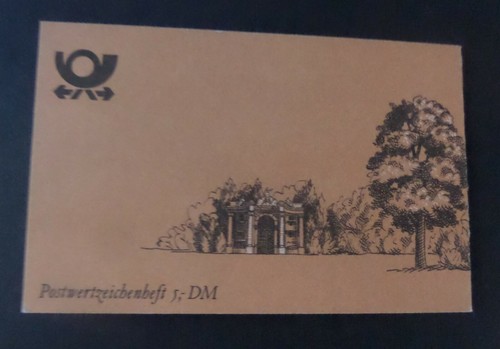 Postwertzeichenheft 5,- DM